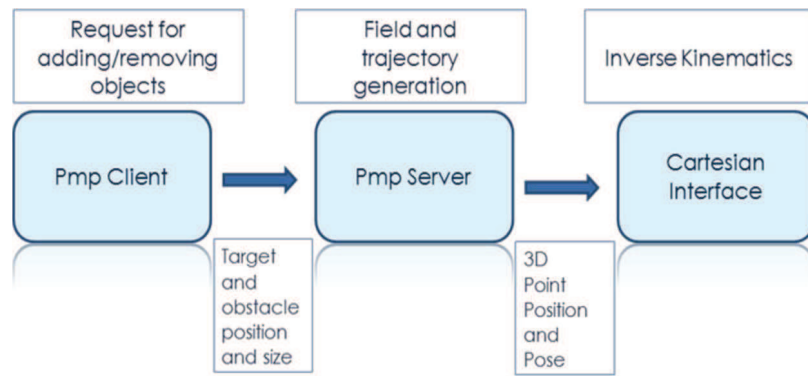 Request for
adding/removing
objects
Field and
trajectory
generation
Inverse Kinematics
Pmp Client
Pmp Server
Cartesian
Interface
Target
and
obstacle
position
and size
3D
Point
Position
and
Pose